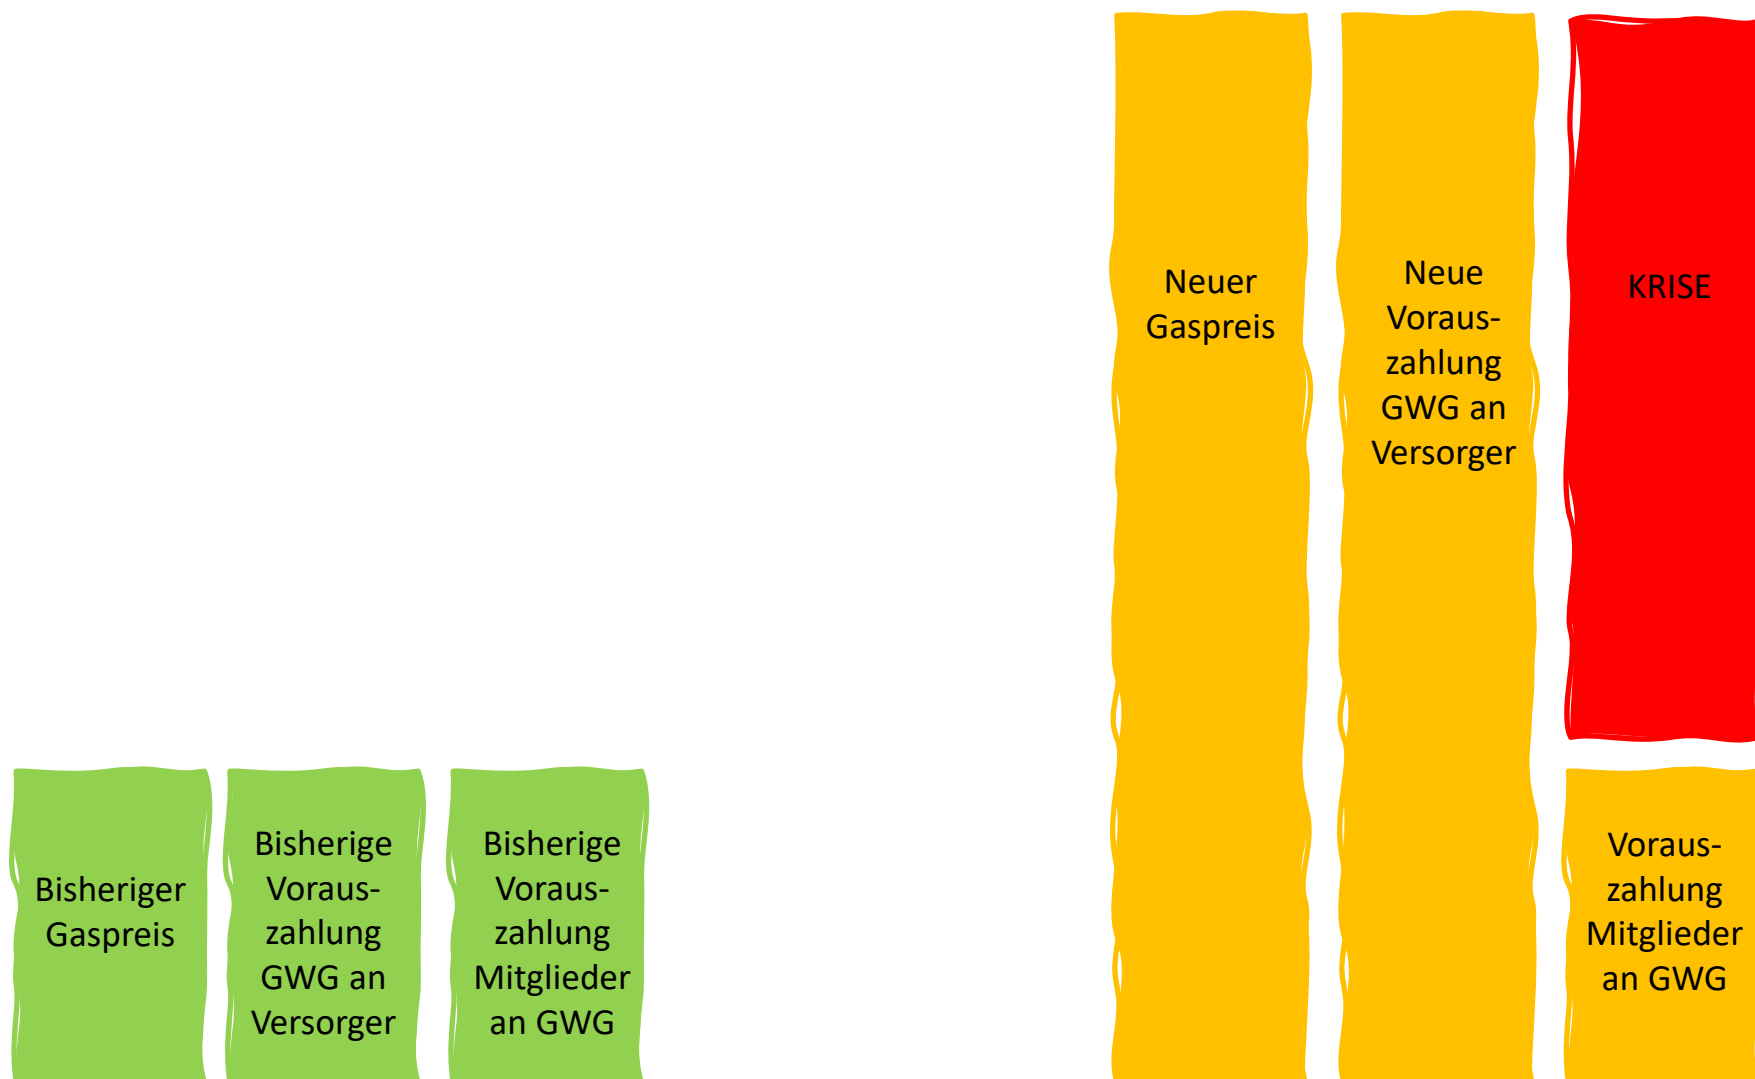 Bisheriger
Gaspreis
Bisherige
Voraus-
zahlung
GWG an
Versorger
Bisherige
Voraus-
zahlung
Mitglieder
an GWG
Neuer
Gaspreis
Neue
Voraus-
zahlung
GWG an
Versorger
KRISE
Voraus-
zahlung
Mitglieder
an GWG